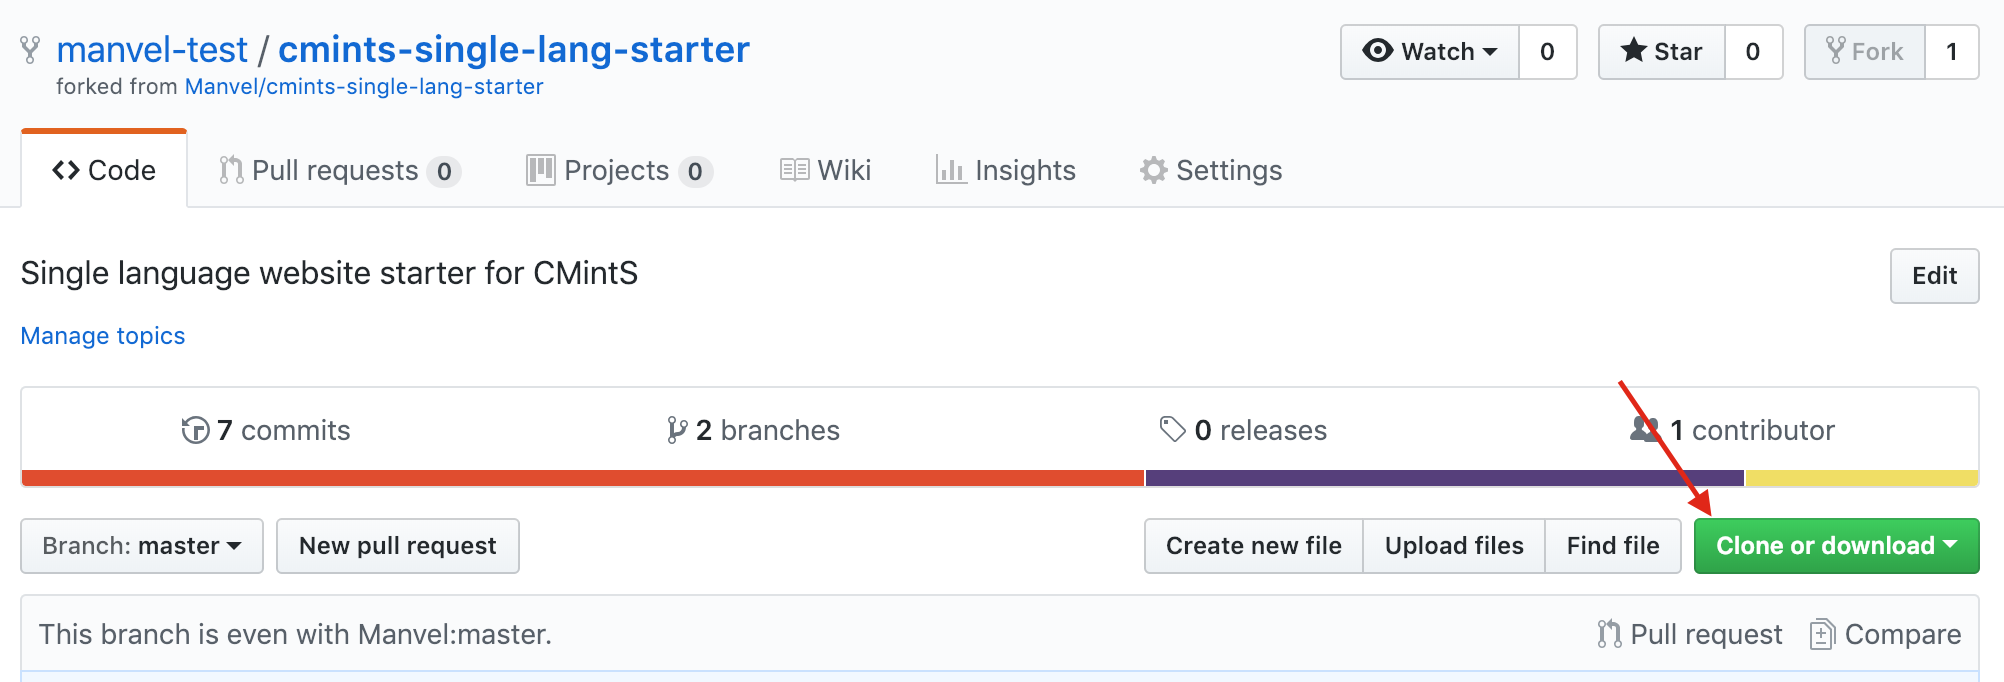 manvel-test / cmints-single-lang-starter
Watch 0 Star 0 Fork 1
forked from Manvel/cmints-single-lang-starter
Code Pull requests 0 Projects 0 Wiki Insights Settings
Single language website starter for CMintS
Edit
Manage topics
7 commits 2 branches 0 releases 1 contributor
Branch: master New pull request Create new file Upload files Find file Clone or download
This branch is even with Manvel:master. Pull request Compare